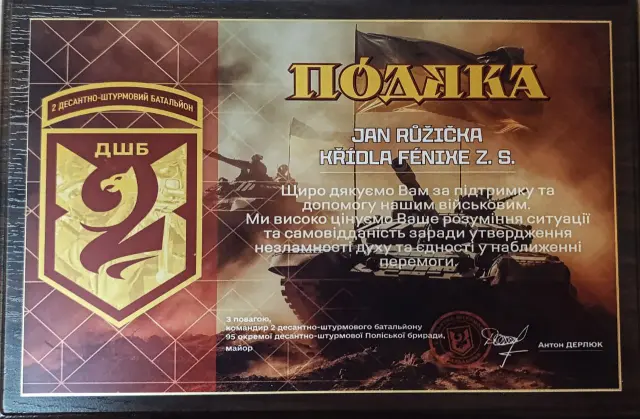 2 ДЕСАНТНО-ШТУРМОВИЙ БАТАЛЬЙОН
ДШБ
2
ПОДЯКА
JAN RŮŽIČKA
KŘÍDLA FÉNIXE Z. S.
Щиро дякуємо Вам за підтримку та
допомогу нашим військовим.
Ми високо цінуємо Ваше розуміння ситуації
та самовідданість заради утвердження
незламності духу та єдності у наближенні
перемоги.
З повагою,
командир 2 десантно-штурмового батальйону
95 окремої десантно-штурмової Поліської бригади,
майор
Антон ДЕРЛЮК